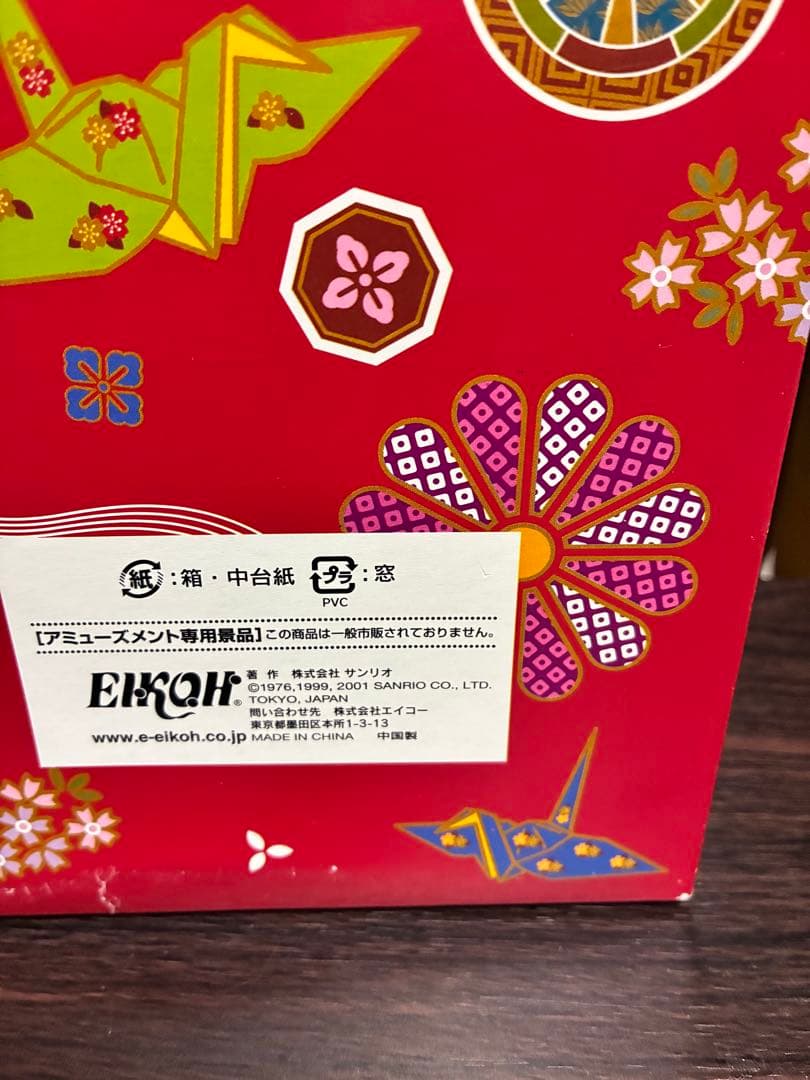 紙:箱・中台紙 プラ:窓
PVC
[アミューズメント専用景品]この商品は一般市販されておりません。
EIKOH® 著 作 株式会社 サンリオ
©1976,1999, 2001 SANRIO CO., LTD.
TOKYO, JAPAN
問い合わせ先 株式会社エイコー
東京都墨田区本所1-3-13
www.e-eikoh.co.jp MADE IN CHINA 中国製